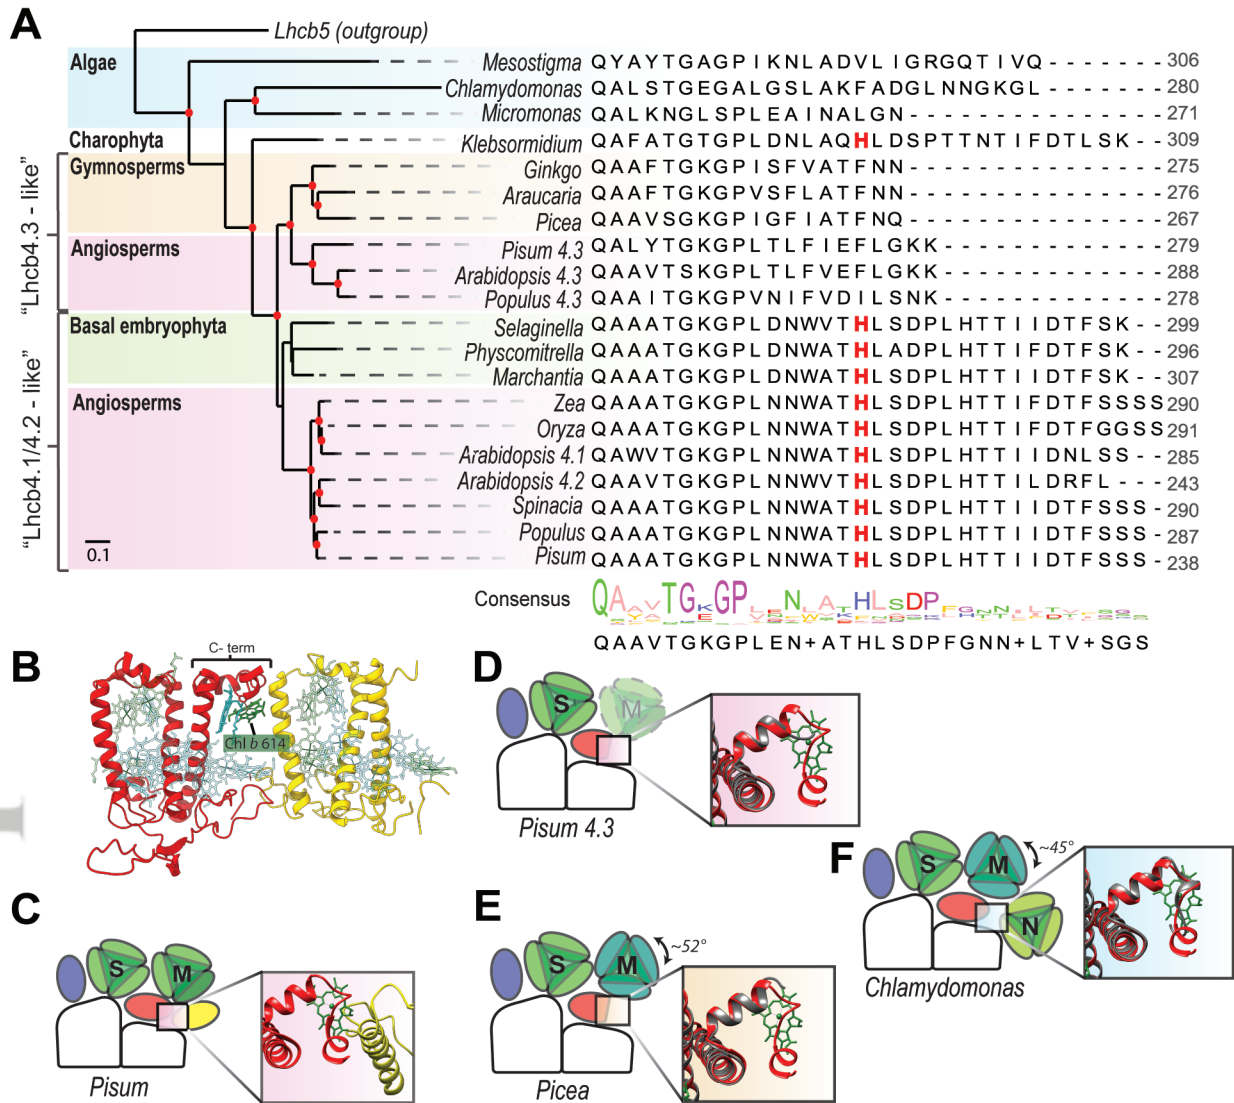 A
Lhcb5 (outgroup)
Algae
Mesostigma QYAYTGAGPIKNLADVLIGRGQTIVQ------- 306
Chlamydomonas QALSTGEGALGSLAKFADGLNNGKGL------- 280
Micromonas QALKNGLSPLEAINALGN--------------- 271
Charophyta
Klebsormidium QAFATGTGPLDNLAQHLDSPTTNTIFDTLSK-- 309
"Lhcb4.3 - like"
Gymnosperms
Ginkgo QAAFTGKGPISFVATFNN--------------- 275
Araucaria QAAFTGKGPVSFLATFNN--------------- 276
Picea QAAVSGKGPIGFIATFNQ--------------- 267
Angiosperms
Pisum 4.3 QALYTGKGPLTLFIEFLGKK------------- 279
Arabidopsis 4.3 QAAVTSKGPLTLFVEFLGKK------------- 288
Populus 4.3 QAAITGKGPVNIFVDILSNK------------- 278
"Lhcb4.1/4.2 - like"
Basal embryophyta
Selaginella QAAATGKGPLDNWVTHLSDPLHTTIIDTFSK-- 299
Physcomitrella QAAATGKGPLDNWATHLADPLHTTIFDTFSK-- 296
Marchantia QAAATGKGPLDNWATHLSDPLHTTIIDTFSK-- 307
Angiosperms
Zea QAAVTGKGPLNNWATHLSDPLHTTIFDTFSSSS 290
Oryza QAAVTGKGPLNNWATHLSDPLHTTIFDTFGGSS 291
Arabidopsis 4.1 QAWVTGKGPLNNWATHLSDPLHTTIIDNLSS-- 285
Arabidopsis 4.2 QAAVTGKGPLNNWVTHLSDPLHTTILDRFL--- 243
Spinacia QAAATGKGPLNNWATHLSDPLHTTIIDTFSSS- 290
Populus QAAATGKGPLNNWATHLSDPLHTTIIDTFSSS- 287
Pisum QAAATGKGPLNNWATHLSDPLHTTIIDTFSSS- 238
0.1
Consensus
QAAVTGKGPLEN+ATHLSDPFGNN+LTV+SGS
B
C- term
Chl b 614
C
S
M
Pisum
D
S
M
Pisum 4.3
E
S
M
~52°
Picea
F
S
M
~45°
N
Chlamydomonas